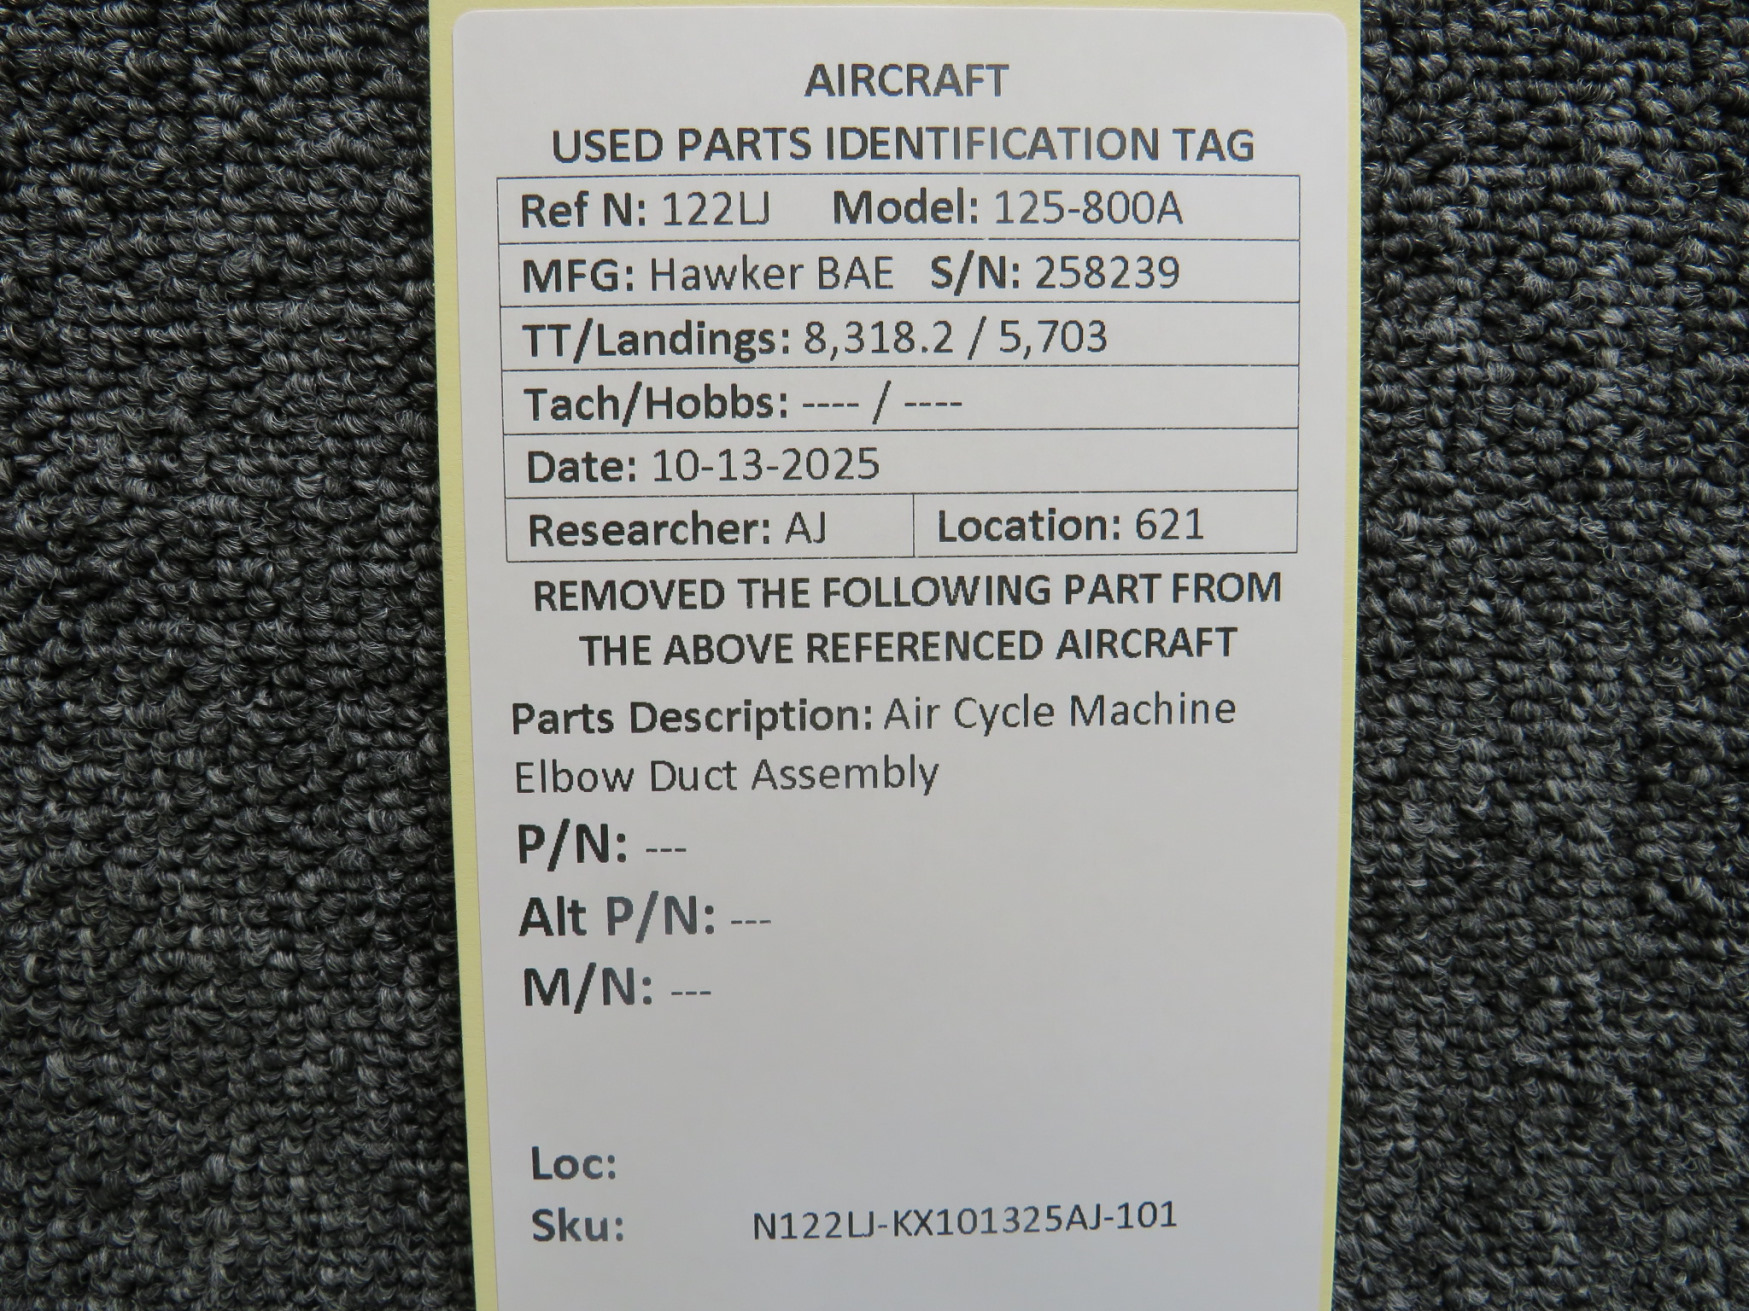 AIRCRAFT
USED PARTS IDENTIFICATION TAG
Ref N: 122LJ Model: 125-800A
MFG: Hawker BAE S/N: 258239
TT/Landings: 8,318.2 / 5,703
Tach/Hobbs: ---- / ----
Date: 10-13-2025
Researcher: AJ Location: 621
REMOVED THE FOLLOWING PART FROM
THE ABOVE REFERENCED AIRCRAFT
Parts Description: Air Cycle Machine
Elbow Duct Assembly
P/N: ---
Alt P/N: ---
M/N: ---
Loc:
Sku: N122LJ-KX101325AJ-101